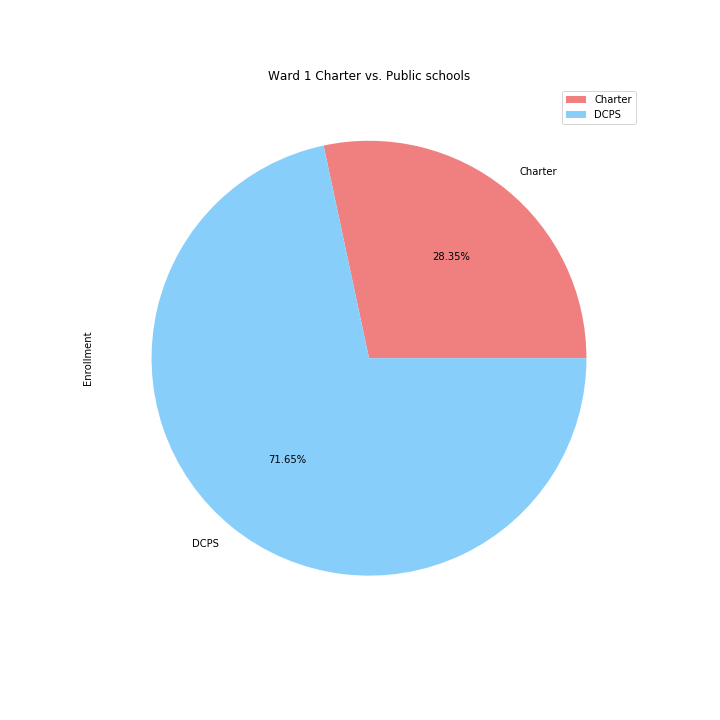 Ward 1 Charter vs. Public schools
Charter
DCPS
Charter
28.35%
Enrollment
71.65%
DCPS